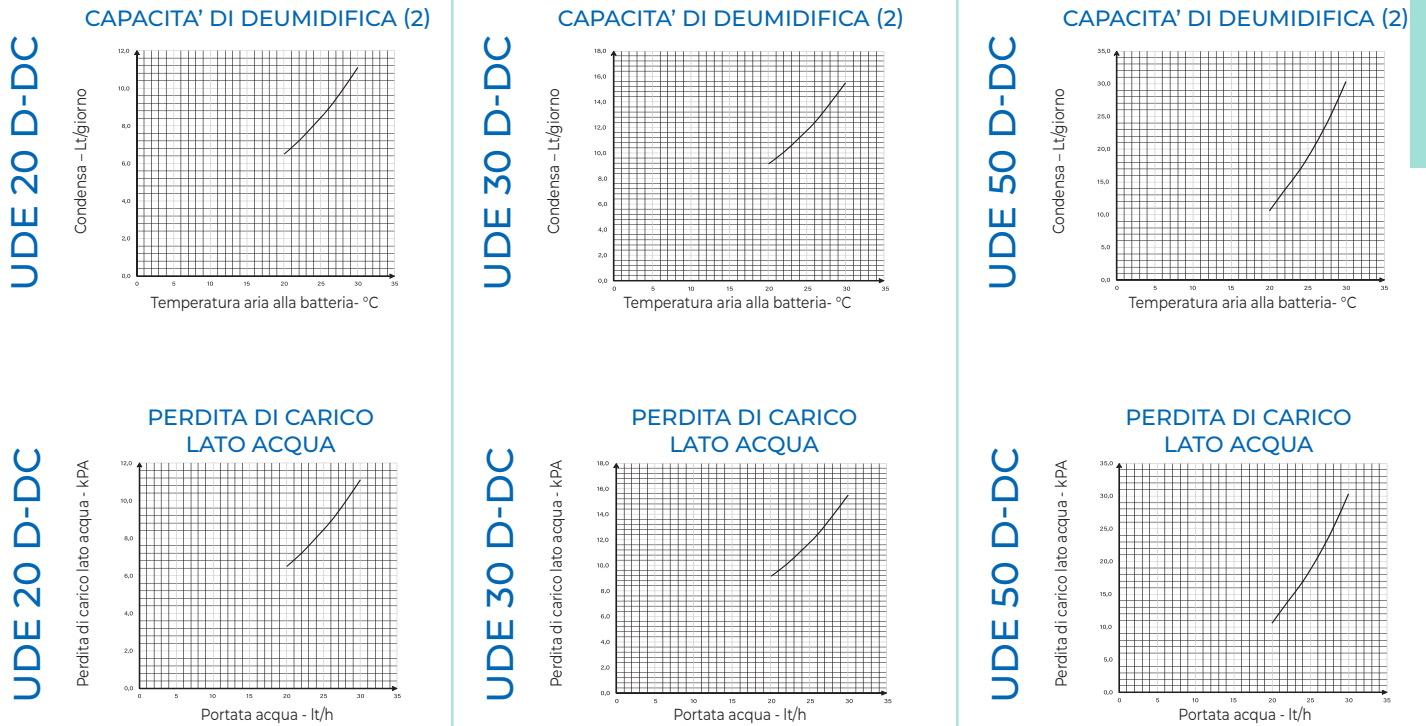 CAPACITA’ DI DEUMIDIFICA (2)
UDE 20 D-DC
Condensa – Lt/giorno
12,0
10,0
8,0
6,0
4,0
2,0
0,0
0 5 10 15 20 25 30 35
Temperatura aria alla batteria- °C
CAPACITA’ DI DEUMIDIFICA (2)
UDE 30 D-DC
Condensa – Lt/giorno
18,0
16,0
14,0
12,0
10,0
8,0
6,0
4,0
2,0
0,0
0 5 10 15 20 25 30 35
Temperatura aria alla batteria- °C
CAPACITA’ DI DEUMIDIFICA (2)
UDE 50 D-DC
Condensa – Lt/giorno
35,0
30,0
25,0
20,0
15,0
10,0
5,0
0,0
0 5 10 15 20 25 30 35
Temperatura aria alla batteria- °C
PERDITA DI CARICO
LATO ACQUA
UDE 20 D-DC
Perdita di carico lato acqua - kPA
12,0
10,0
8,0
6,0
4,0
2,0
0,0
0 5 10 15 20 25 30 35
Portata acqua - lt/h
PERDITA DI CARICO
LATO ACQUA
UDE 30 D-DC
Perdita di carico lato acqua - kPA
18,0
16,0
14,0
12,0
10,0
8,0
6,0
4,0
2,0
0,0
0 5 10 15 20 25 30 35
Portata acqua - lt/h
PERDITA DI CARICO
LATO ACQUA
UDE 50 D-DC
Perdita di carico lato acqua - kPA
35,0
30,0
25,0
20,0
15,0
10,0
5,0
0,0
0 5 10 15 20 25 30 35
Portata acqua - lt/h